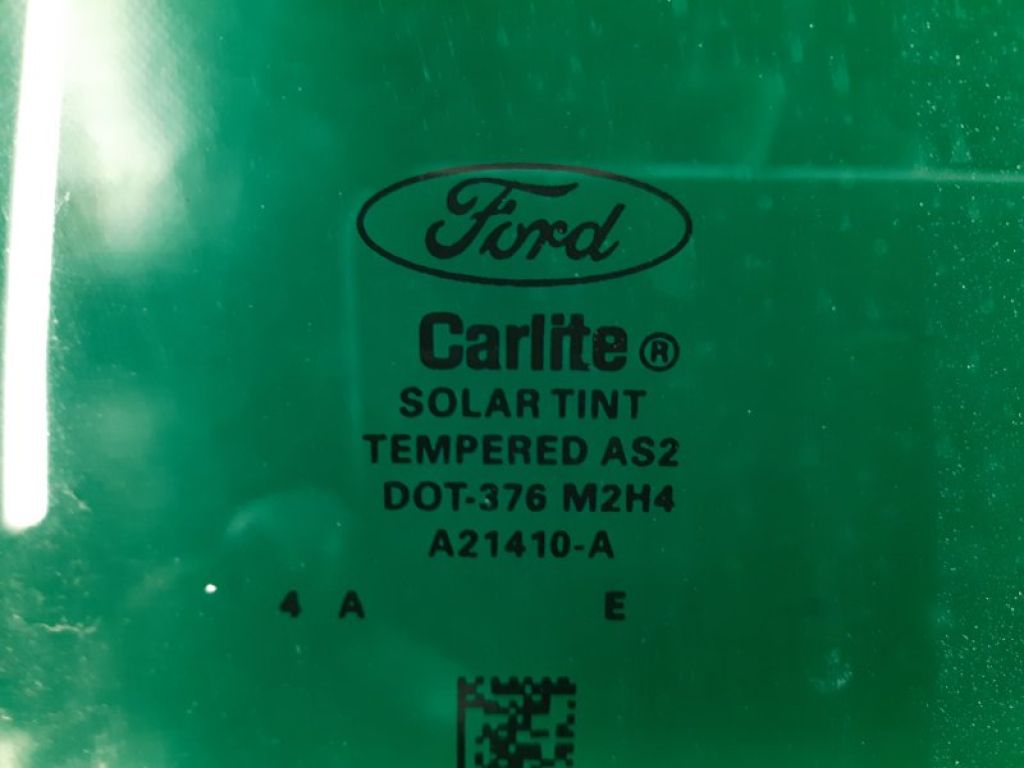 Ford
Carlite®
SOLAR TINT
TEMPERED AS2
DOT-376 M2H4
A21410-A
4 A E